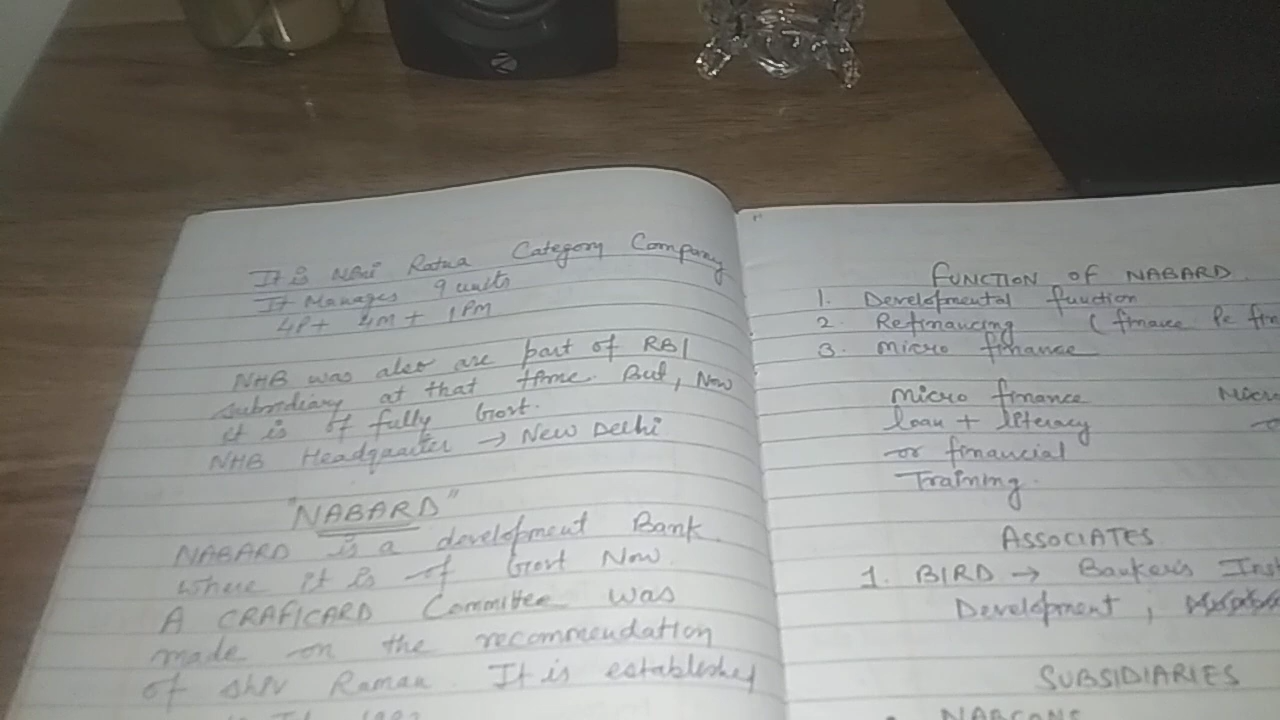 It is Mini Ratna Category Company
It Manages 9 units
4P + 4M + 1PM
NHB was also are part of RBI
subsidiary at that time. But, Now
it is of fully Govt.
NHB Headquarter → New Delhi
"NABARD"
NABARD is a development Bank.
where it is of Govt Now.
A CRAFICARD Committee was
made on the recommendation
of Shiv Raman. It is established
FUNCTION OF NABARD
1. Developmental function
2. Refinancing (finance
3. micro finance
micro finance
loan + literacy
or financial
Training.
ASSOCIATES
1. BIRD → Banker's
Development,
SUBSIDIARIES
NABCONS